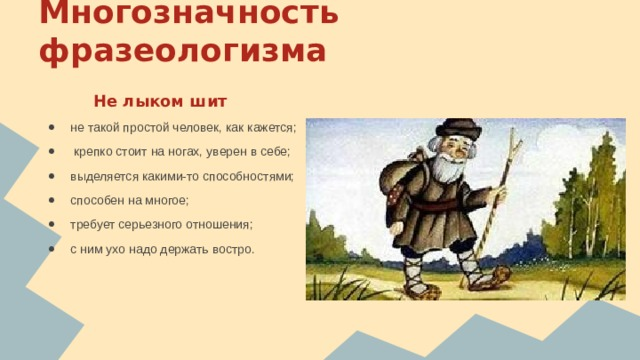 Многозначность
фразеологизма
Не лыком шит
● не такой простой человек, как кажется;
● крепко стоит на ногах, уверен в себе;
● выделяется какими-то способностями;
● способен на многое;
● требует серьезного отношения;
● с ним ухо надо держать востро.